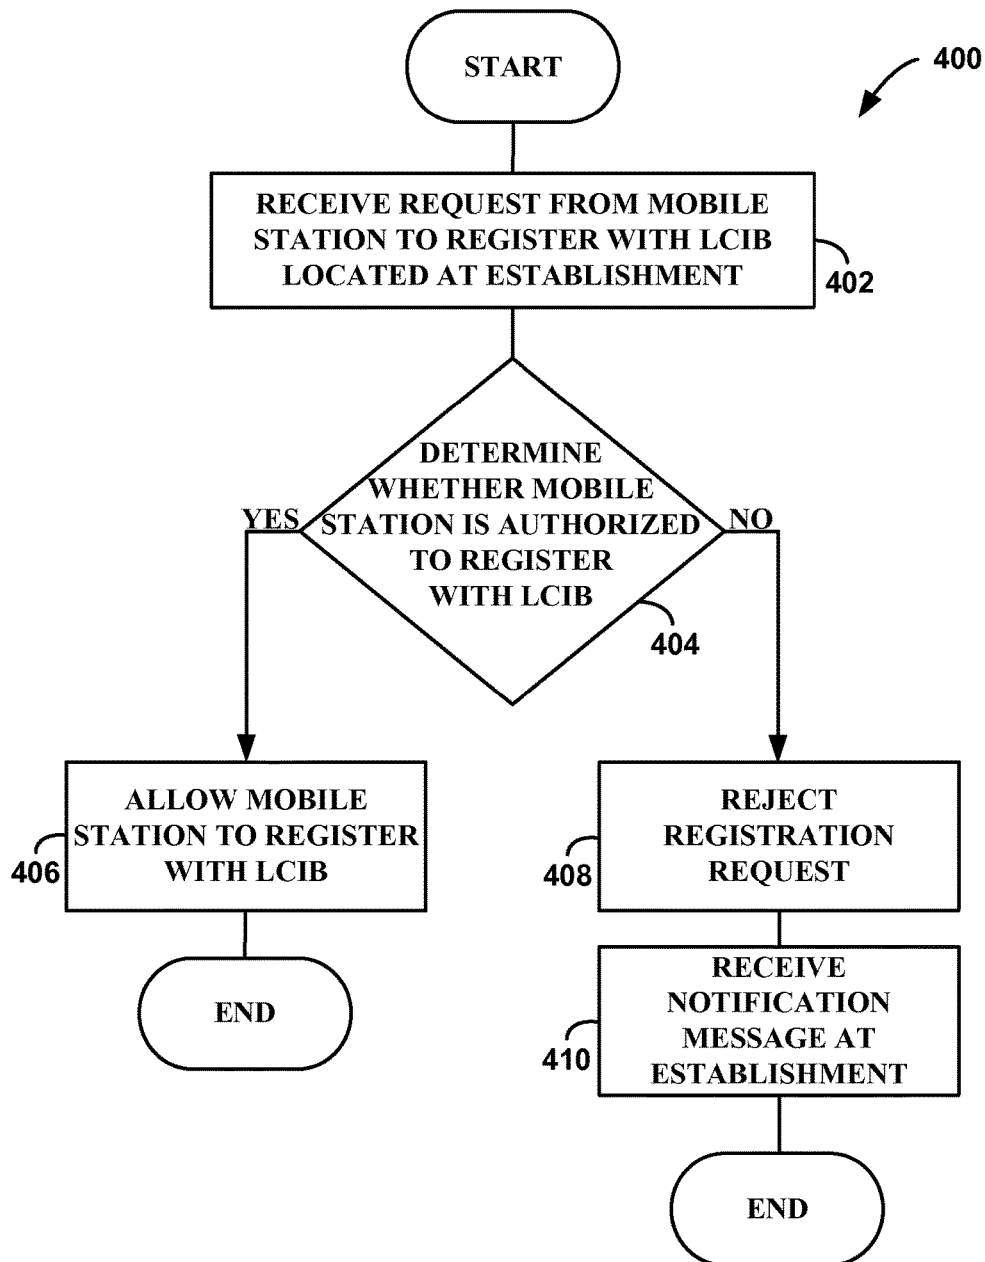 START
400
RECEIVE REQUEST FROM MOBILE
STATION TO REGISTER WITH LCIB
LOCATED AT ESTABLISHMENT
402
DETERMINE
WHETHER MOBILE
STATION IS AUTHORIZED
TO REGISTER
WITH LCIB
YES
NO
404
ALLOW MOBILE
STATION TO REGISTER
WITH LCIB
406
REJECT
REGISTRATION
REQUEST
408
END
RECEIVE
NOTIFICATION
MESSAGE AT
ESTABLISHMENT
410
END